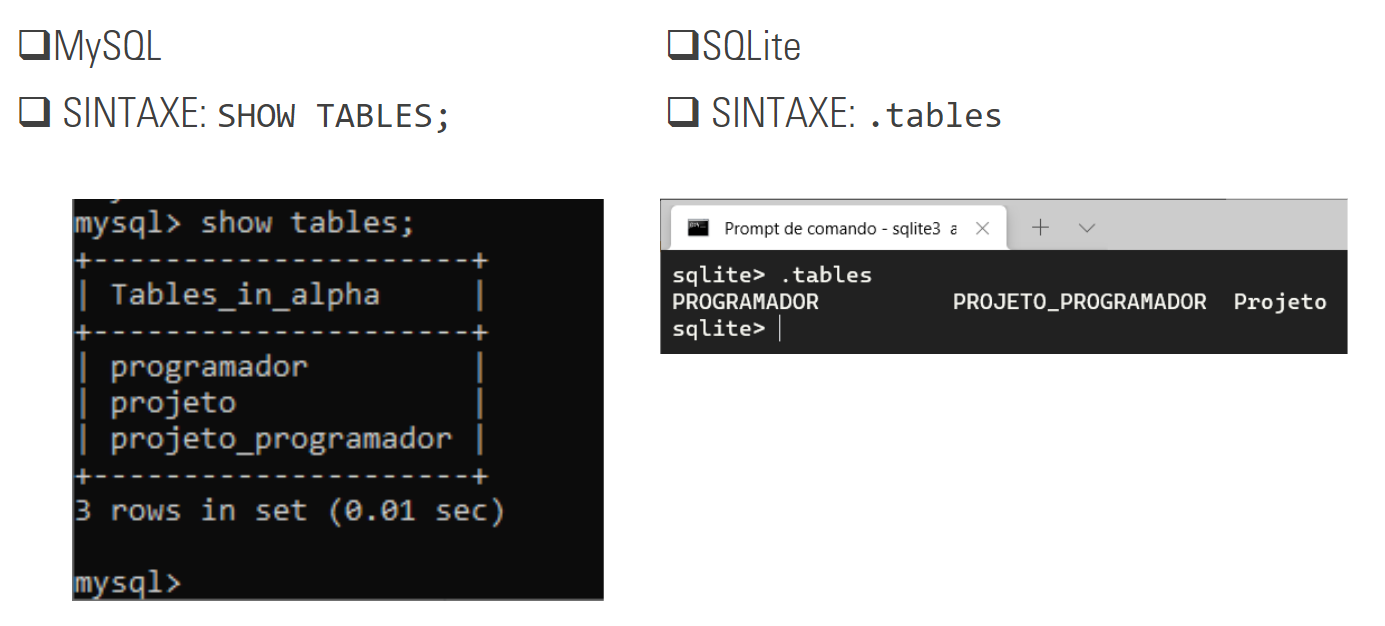 ❑MySQL
❑ SINTAXE: SHOW TABLES;
mysql> show tables;
+---------------------+
| Tables_in_alpha     |
+---------------------+
| programador         |
| projeto             |
| projeto_programador |
+---------------------+
3 rows in set (0.01 sec)
mysql>
❑SQLite
❑ SINTAXE: .tables
Prompt de comando - sqlite3 a
sqlite> .tables
PROGRAMADOR          PROJETO_PROGRAMADOR  Projeto
sqlite>